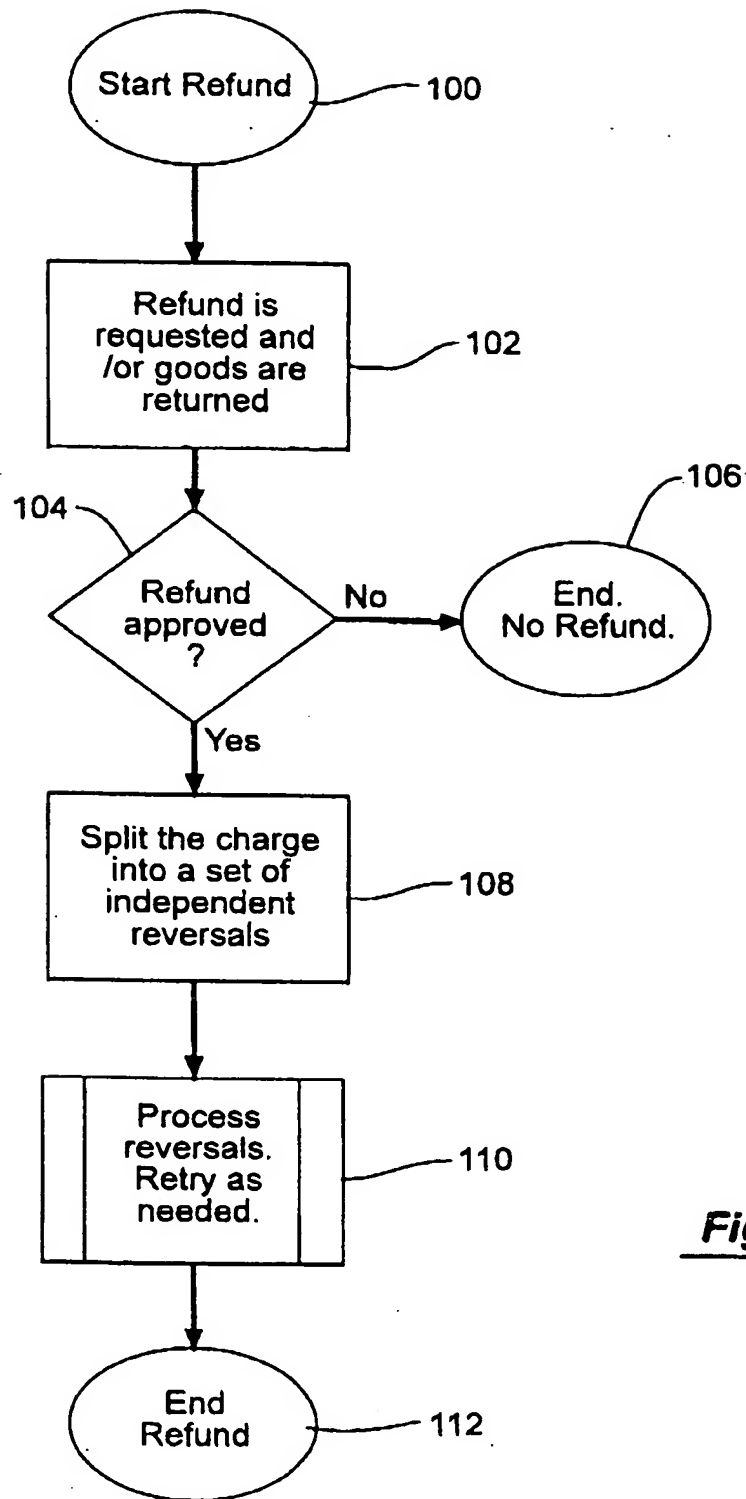 Start Refund
100
Refund is
requested and
/or goods are
returned
102
104
106
Refund
approved
?
No
End.
No Refund.
Yes
Split the charge
into a set of
independent
reversals
108
Process
reversals.
Retry as
needed.
110
End
Refund
112